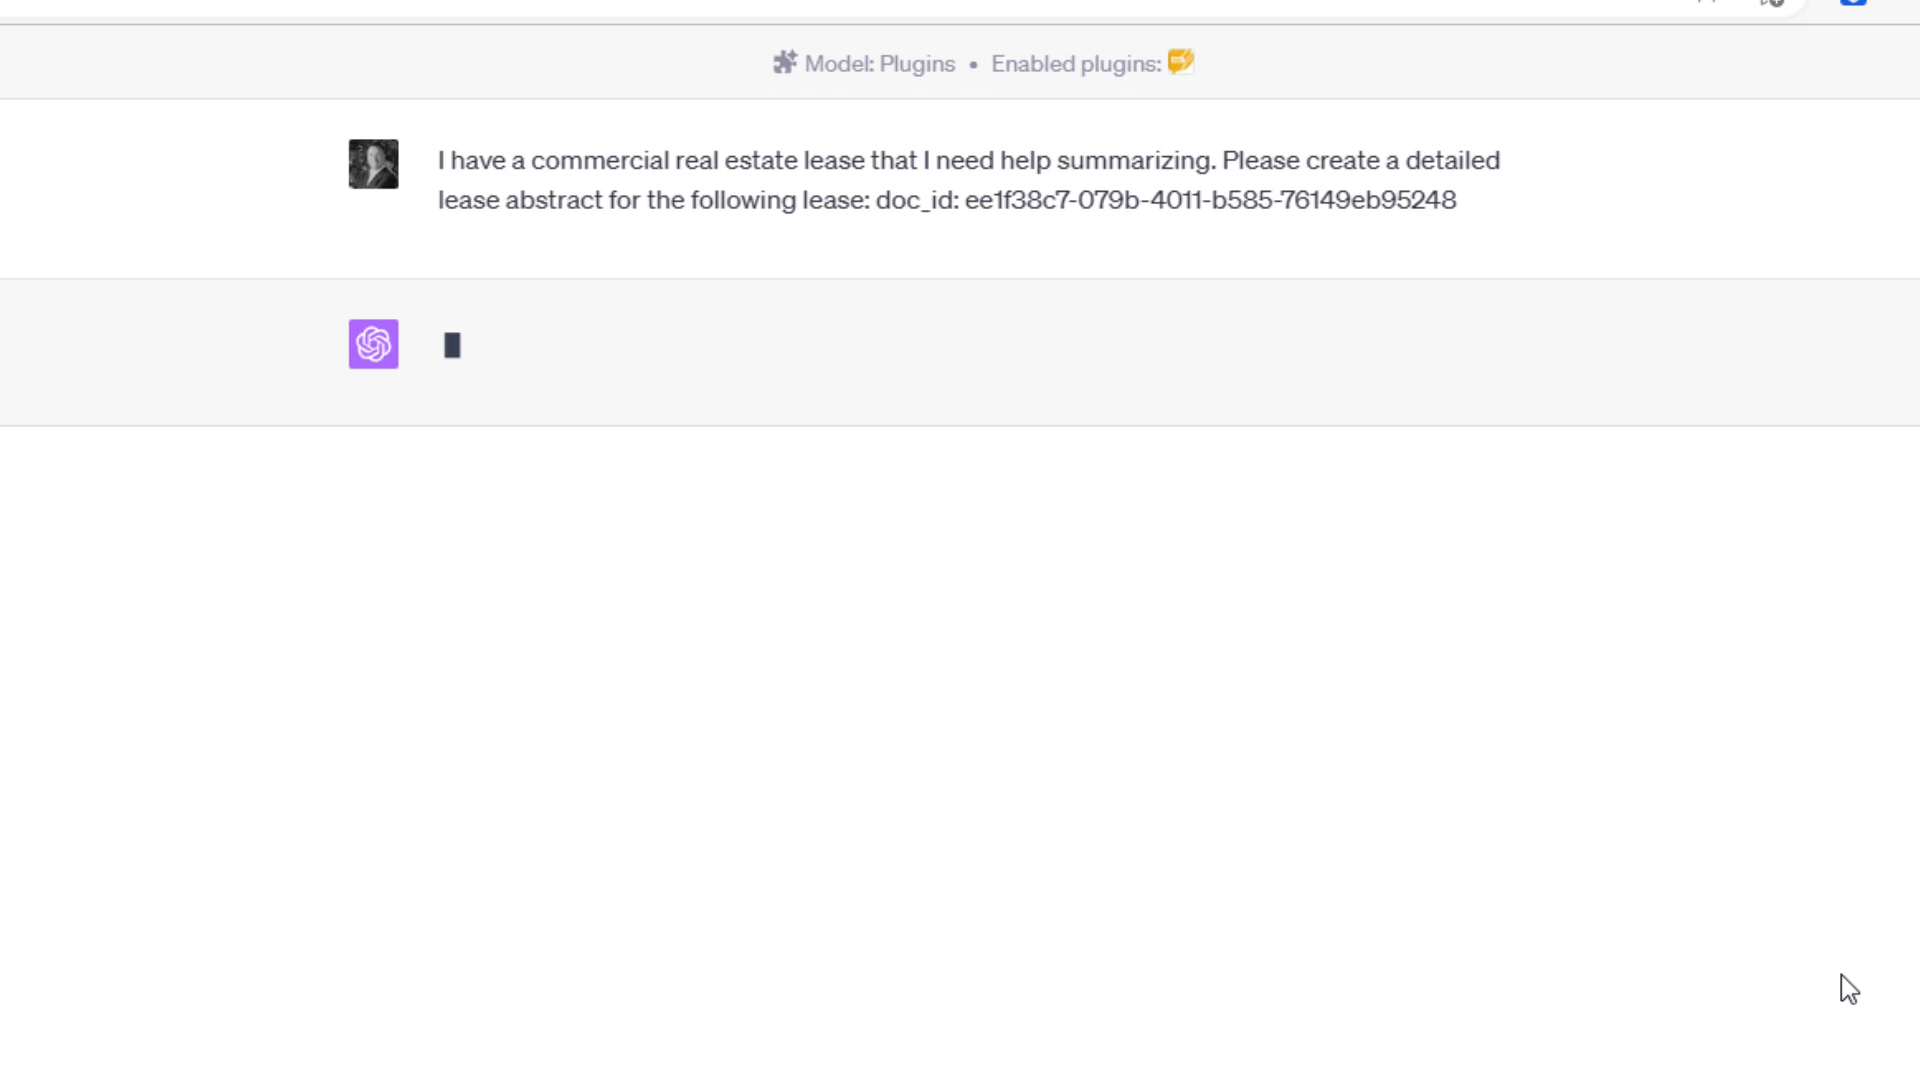 Model: Plugins • Enabled plugins:
I have a commercial real estate lease that I need help summarizing. Please create a detailed
lease abstract for the following lease: doc_id: ee1f38c7-079b-4011-b585-76149eb95248